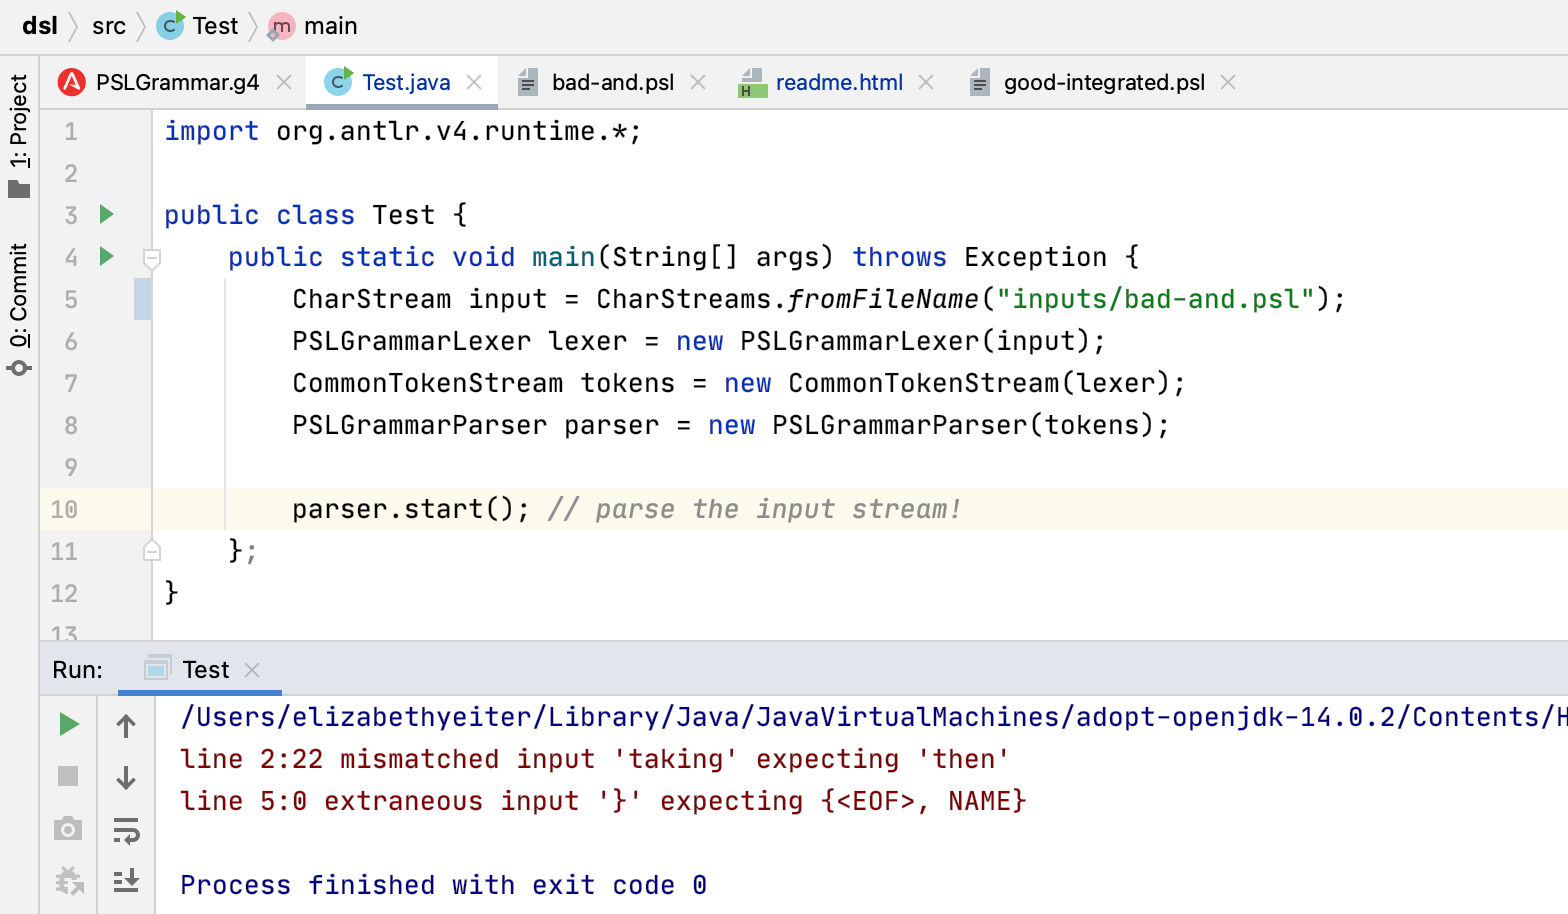 dsl src Test main
PSLGrammar.g4 Test.java bad-and.psl readme.html good-integrated.psl
1: Project
0: Commit
1 import org.antlr.v4.runtime.*;
2
3 public class Test {
4 public static void main(String[] args) throws Exception {
5 CharStream input = CharStreams.fromFileName("inputs/bad-and.psl");
6 PSLGrammarLexer lexer = new PSLGrammarLexer(input);
7 CommonTokenStream tokens = new CommonTokenStream(lexer);
8 PSLGrammarParser parser = new PSLGrammarParser(tokens);
9
10 parser.start(); // parse the input stream!
11 };
12 }
13
Run: Test
/Users/elizabethyeiter/Library/Java/JavaVirtualMachines/adopt-openjdk-14.0.2/Contents/H
line 2:22 mismatched input 'taking' expecting 'then'
line 5:0 extraneous input '}' expecting {<EOF>, NAME}
Process finished with exit code 0